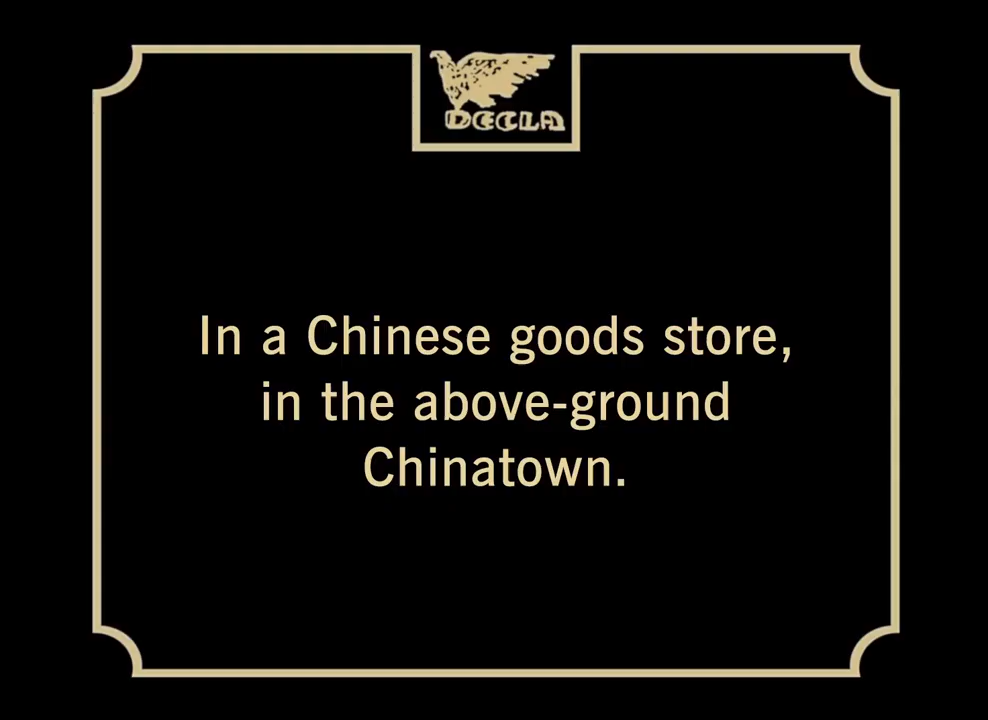 DECLA
In a Chinese goods store,
in the above-ground
Chinatown.